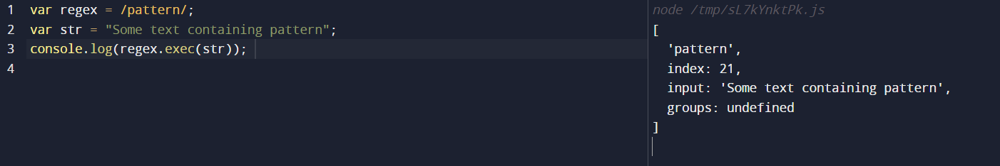 1 var regex = /pattern/;
2 var str = "Some text containing pattern";
3 console.log(regex.exec(str));
4
node /tmp/sL7kYnktPk.js
[
  'pattern',
  index: 21,
  input: 'Some text containing pattern',
  groups: undefined
]